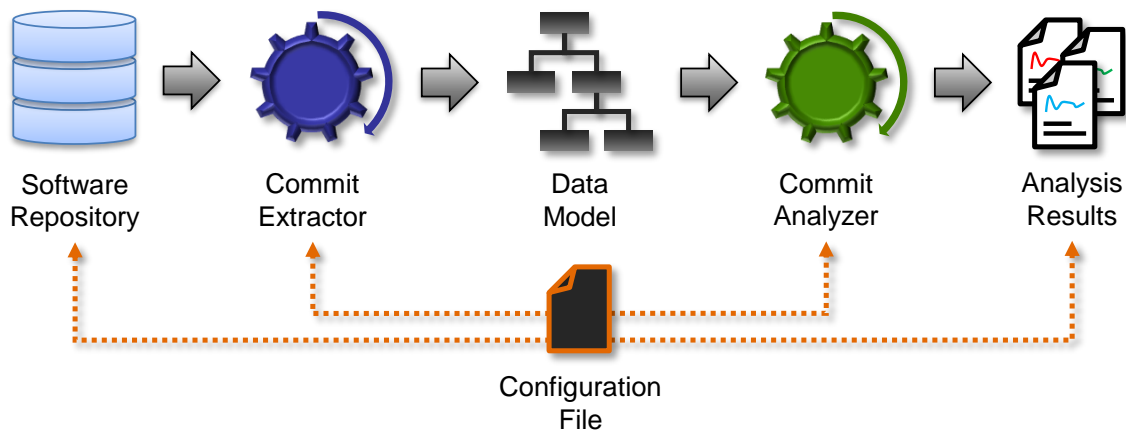 Software
Repository
Commit
Extractor
Data
Model
Commit
Analyzer
Analysis
Results
Configuration
File